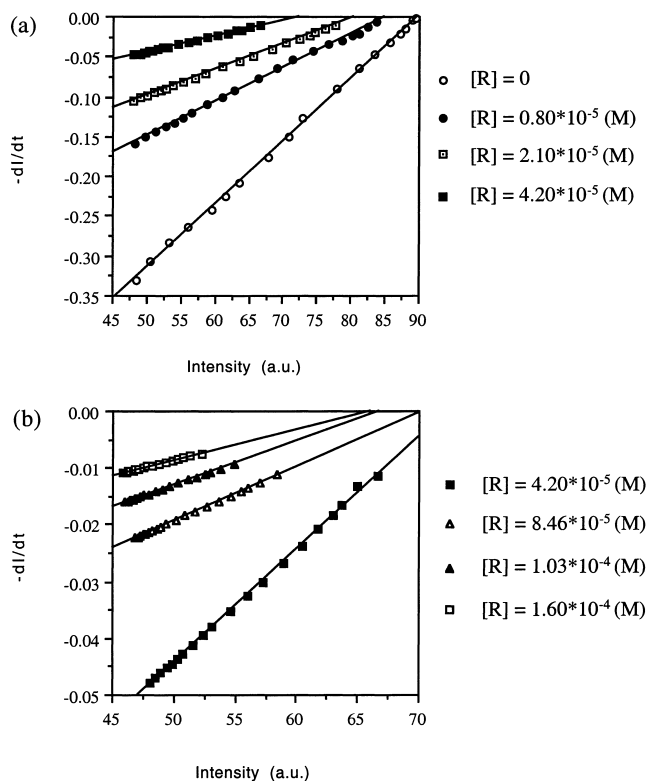 (a)
0.00
-0.05
-0.10
-0.15
-0.20
-0.25
-0.30
-0.35
-dI/dt
45 50 55 60 65 70 75 80 85 90
Intensity (a.u.)
[R] = 0
[R] = 0.80*10⁻⁵ (M)
[R] = 2.10*10⁻⁵ (M)
[R] = 4.20*10⁻⁵ (M)
(b)
0.00
-0.01
-0.02
-0.03
-0.04
-0.05
-dI/dt
45 50 55 60 65 70
Intensity (a.u.)
[R] = 4.20*10⁻⁵ (M)
[R] = 8.46*10⁻⁵ (M)
[R] = 1.03*10⁻⁴ (M)
[R] = 1.60*10⁻⁴ (M)